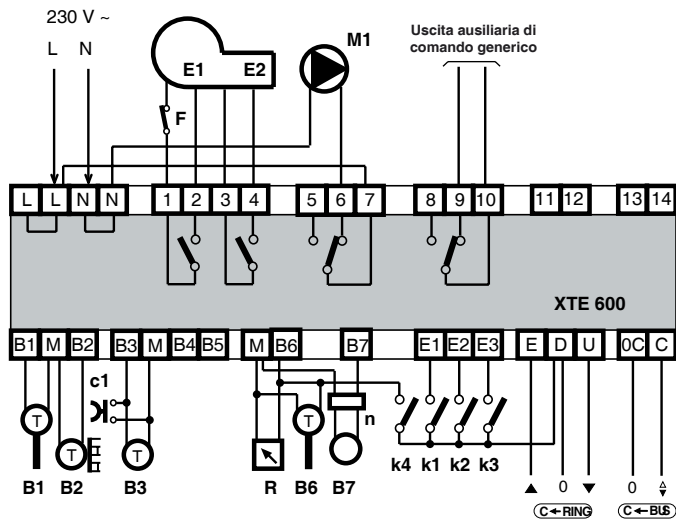 230 V ~
L N
E1 E2
M1
Uscita ausiliaria di
comando generico
F
L L N N 1 2 3 4 5 6 7 8 9 10 11 12 13 14
XTE 600
B1 M B2 B3 M B4 B5 M B6 B7 E1 E2 E3 E D U 0C C
c1
T T T T
n
B1 B2 B3 R B6 B7 k4 k1 k2 k3
0 0
C RING C BUS